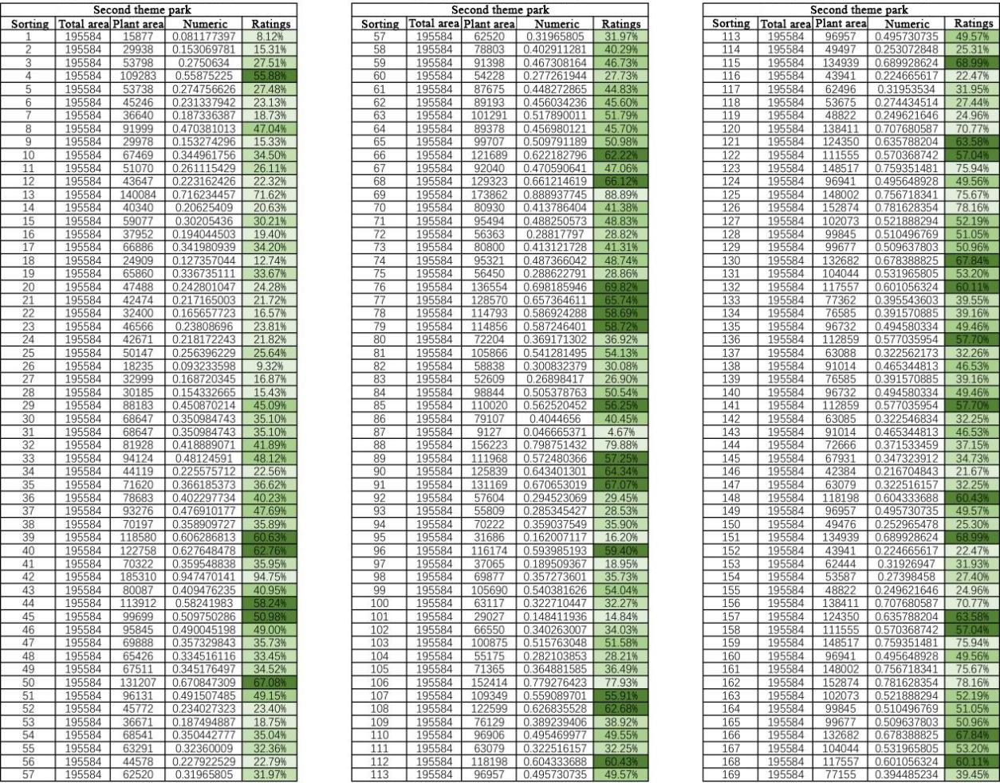 Second theme park
Sorting Total area Plant area Numeric Ratings
1 195584 15877 0.081177397 8.12%
2 195584 29938 0.153069781 15.31%
3 195584 53798 0.2750634 27.51%
4 195584 109283 0.55875225 55.88%
5 195584 53738 0.274756626 27.48%
6 195584 45246 0.231337942 23.13%
7 195584 36640 0.187336387 18.73%
8 195584 91999 0.470381013 47.04%
9 195584 29978 0.153274296 15.33%
10 195584 67469 0.344961756 34.50%
11 195584 51070 0.261115429 26.11%
12 195584 43647 0.223162426 22.32%
13 195584 140084 0.716234457 71.62%
14 195584 40340 0.20625409 20.63%
15 195584 59077 0.30205436 30.21%
16 195584 37952 0.194044503 19.40%
17 195584 66886 0.341980939 34.20%
18 195584 24909 0.127357044 12.74%
19 195584 65860 0.336735111 33.67%
20 195584 47488 0.242801047 24.28%
21 195584 42474 0.217165003 21.72%
22 195584 32400 0.165657723 16.57%
23 195584 46566 0.23808696 23.81%
24 195584 42671 0.218172243 21.82%
25 195584 50147 0.256396229 25.64%
26 195584 18235 0.093233598 9.32%
27 195584 32999 0.168720345 16.87%
28 195584 30185 0.154332665 15.43%
29 195584 88183 0.450870214 45.09%
30 195584 68647 0.350984743 35.10%
31 195584 68647 0.350984743 35.10%
32 195584 81928 0.418889071 41.89%
33 195584 94124 0.48124591 48.12%
34 195584 44119 0.225575712 22.56%
35 195584 71620 0.366185373 36.62%
36 195584 78683 0.402297734 40.23%
37 195584 93276 0.476910177 47.69%
38 195584 70197 0.358909727 35.89%
39 195584 118580 0.606286813 60.63%
40 195584 122758 0.627648478 62.76%
41 195584 70322 0.359548838 35.95%
42 195584 185310 0.947470141 94.75%
43 195584 80087 0.409476235 40.95%
44 195584 113912 0.58241983 58.24%
45 195584 99699 0.509750286 50.98%
46 195584 95845 0.490045198 49.00%
47 195584 69888 0.357329843 35.73%
48 195584 65426 0.334516116 33.45%
49 195584 67511 0.345176497 34.52%
50 195584 131207 0.670847309 67.08%
51 195584 96131 0.491507485 49.15%
52 195584 45772 0.234027323 23.40%
53 195584 36671 0.187494887 18.75%
54 195584 68541 0.350442777 35.04%
55 195584 63291 0.32360009 32.36%
56 195584 44578 0.227922529 22.79%
57 195584 62520 0.31965805 31.97%
Second theme park
Sorting Total area Plant area Numeric Ratings
57 195584 62520 0.31965805 31.97%
58 195584 78803 0.402911281 40.29%
59 195584 91398 0.467308164 46.73%
60 195584 54228 0.277261944 27.73%
61 195584 87675 0.448272865 44.83%
62 195584 89193 0.456034236 45.60%
63 195584 101291 0.517890011 51.79%
64 195584 89378 0.456980121 45.70%
65 195584 99707 0.509791189 50.98%
66 195584 121689 0.622182796 62.22%
67 195584 92040 0.470590641 47.06%
68 195584 129323 0.661214619 66.12%
69 195584 173862 0.888937745 88.89%
70 195584 80930 0.413786404 41.38%
71 195584 95494 0.488250573 48.83%
72 195584 56363 0.28817797 28.82%
73 195584 80800 0.413121728 41.31%
74 195584 95321 0.487366042 48.74%
75 195584 56450 0.288622791 28.86%
76 195584 136554 0.698185946 69.82%
77 195584 128570 0.657364611 65.74%
78 195584 114793 0.586924288 58.69%
79 195584 114856 0.587246401 58.72%
80 195584 72204 0.369171302 36.92%
81 195584 105866 0.541281495 54.13%
82 195584 58838 0.300832379 30.08%
83 195584 52609 0.26898417 26.90%
84 195584 98844 0.505378763 50.54%
85 195584 110020 0.562520452 56.25%
86 195584 79107 0.4044656 40.45%
87 195584 9127 0.046665371 4.67%
88 195584 156223 0.798751432 79.88%
89 195584 111968 0.572480366 57.25%
90 195584 125839 0.643401301 64.34%
91 195584 131169 0.670653019 67.07%
92 195584 57604 0.294523069 29.45%
93 195584 55809 0.285345427 28.53%
94 195584 70222 0.359037549 35.90%
95 195584 31686 0.162007117 16.20%
96 195584 116174 0.593985193 59.40%
97 195584 37065 0.189509367 18.95%
98 195584 69877 0.357273601 35.73%
99 195584 105690 0.540381626 54.04%
100 195584 63117 0.322710447 32.27%
101 195584 29027 0.148411936 14.84%
102 195584 66550 0.340263007 34.03%
103 195584 100875 0.515763048 51.58%
104 195584 55175 0.282103853 28.21%
105 195584 71365 0.364881585 36.49%
106 195584 152414 0.779276423 77.93%
107 195584 109349 0.559089701 55.91%
108 195584 122599 0.626835528 62.68%
109 195584 76129 0.389239406 38.92%
110 195584 96906 0.495469977 49.55%
111 195584 63079 0.322516157 32.25%
112 195584 118198 0.604333688 60.43%
113 195584 96957 0.495730735 49.57%
Second theme park
Sorting Total area Plant area Numeric Ratings
113 195584 96957 0.495730735 49.57%
114 195584 49497 0.253072848 25.31%
115 195584 134939 0.689928624 68.99%
116 195584 43941 0.224665617 22.47%
117 195584 62496 0.31953534 31.95%
118 195584 53675 0.274434514 27.44%
119 195584 48822 0.249621646 24.96%
120 195584 138411 0.707680587 70.77%
121 195584 124350 0.635788204 63.58%
122 195584 111555 0.570368742 57.04%
123 195584 148517 0.759351481 75.94%
124 195584 96941 0.495648928 49.56%
125 195584 148002 0.756718341 75.67%
126 195584 152874 0.781628354 78.16%
127 195584 102073 0.521888294 52.19%
128 195584 99845 0.510496769 51.05%
129 195584 99677 0.509637803 50.96%
130 195584 132682 0.678388825 67.84%
131 195584 104044 0.531965805 53.20%
132 195584 117557 0.601056324 60.11%
133 195584 77362 0.395543603 39.55%
134 195584 76585 0.391570885 39.16%
135 195584 96732 0.494580334 49.46%
136 195584 112859 0.577035954 57.70%
137 195584 63088 0.322562173 32.26%
138 195584 91014 0.465344813 46.53%
139 195584 76585 0.391570885 39.16%
140 195584 96732 0.494580334 49.46%
141 195584 112859 0.577035954 57.70%
142 195584 63085 0.322546834 32.25%
143 195584 91014 0.465344813 46.53%
144 195584 72666 0.371533459 37.15%
145 195584 67931 0.347323912 34.73%
146 195584 42384 0.216704843 21.67%
147 195584 63079 0.322516157 32.25%
148 195584 118198 0.604333688 60.43%
149 195584 96957 0.495730735 49.57%
150 195584 49476 0.252965478 25.30%
151 195584 134939 0.689928624 68.99%
152 195584 43941 0.224665617 22.47%
153 195584 62444 0.31926947 31.93%
154 195584 53587 0.27398458 27.40%
155 195584 48822 0.249621646 24.96%
156 195584 138411 0.707680587 70.77%
157 195584 124350 0.635788204 63.58%
158 195584 111555 0.570368742 57.04%
159 195584 148517 0.759351481 75.94%
160 195584 96941 0.495648928 49.56%
161 195584 148002 0.756718341 75.67%
162 195584 152874 0.781628354 78.16%
163 195584 102073 0.521888294 52.19%
164 195584 99845 0.510496769 51.05%
165 195584 99677 0.509637803 50.96%
166 195584 132682 0.678388825 67.84%
167 195584 104044 0.531965805 53.20%
168 195584 117557 0.601056324 60.11%
169 195584 77155 0.394485234 39.45%